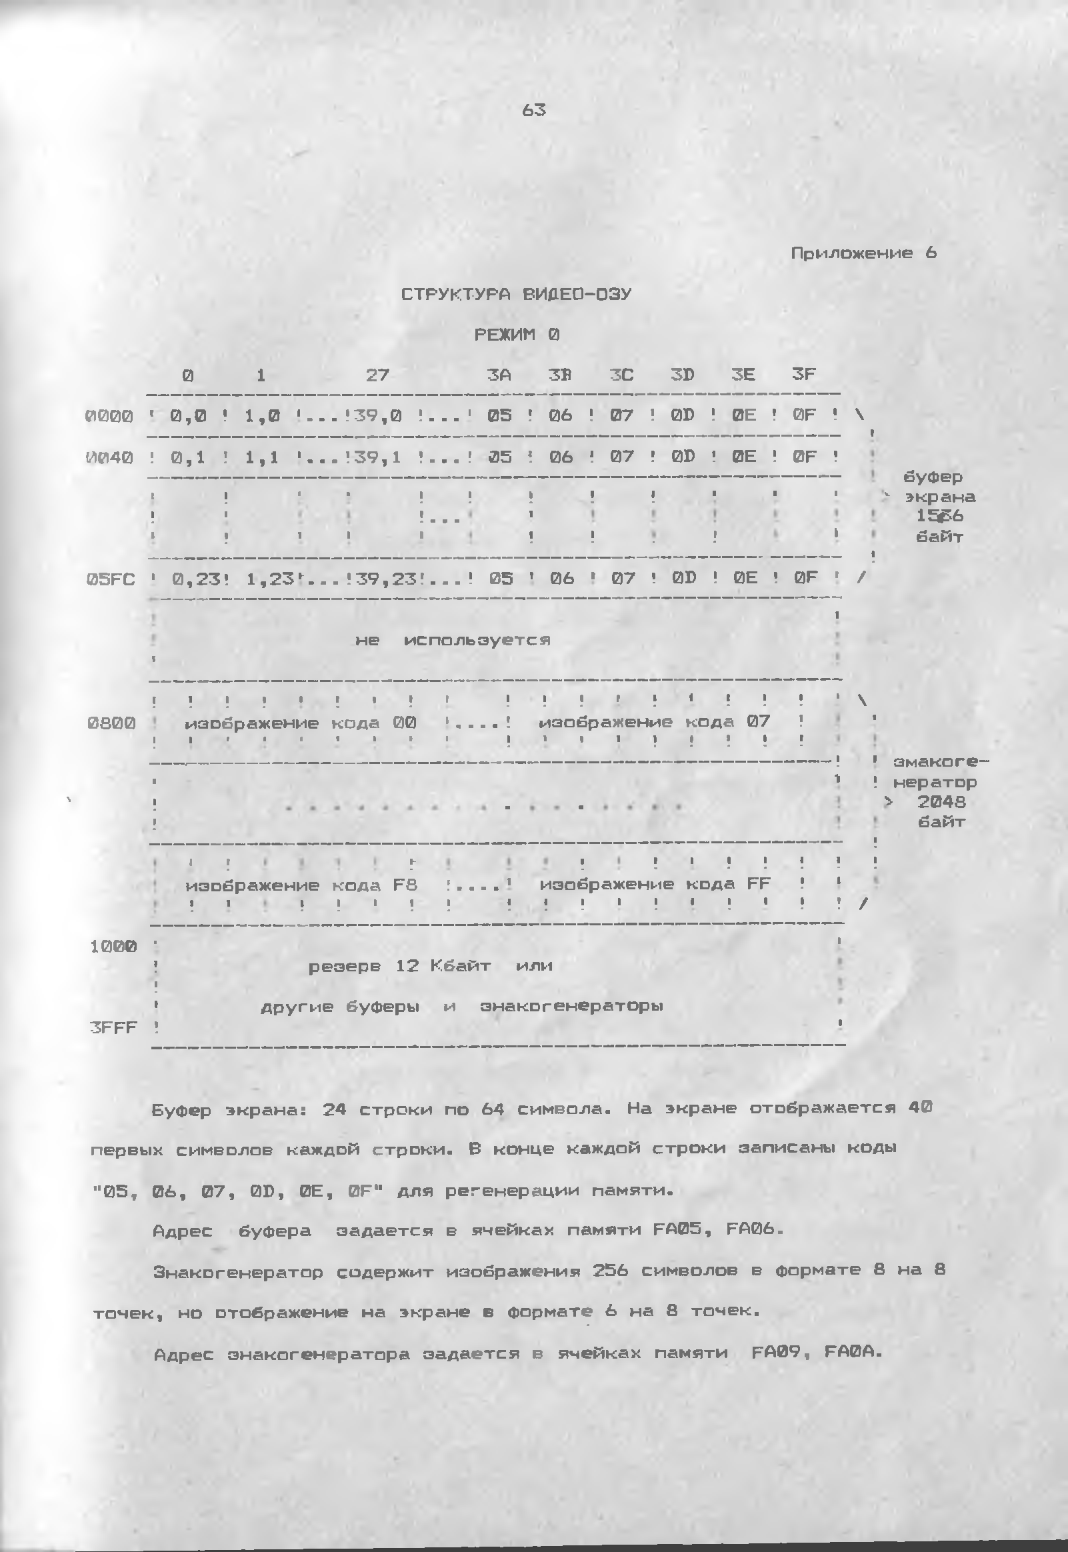 63
Приложение 6
СТРУКТУРА ВИДЕО-ОЗУ
РЕЖИМ 0
0 1 27 3A 3B 3C 3D 3E 3F
0000 ! 0,0 ! 1,0 !...!39,0 !...! 05 ! 06 ! 07 ! 0D ! 0E ! 0F ! \
0040 ! 0,1 ! 1,1 !...!39,1 !...! 05 ! 06 ! 07 ! 0D ! 0E ! 0F !
буфер
> экрана
!...
байт
05FC ! 0,23! 1,23!...!39,23!...! 05 ! 06 ! 07 ! 0D ! 0E ! 0F ! /
не используется
0800 ! изображение кода 00 !....! изображение кода 07 !
змакоге-
нератор
. . . . . . . . . . . . . . . . . . > 2048
байт
изображение кода F8 !....! изображение кода FF ! !
1000
резерв 12 Кбайт или
другие буферы и знакогенераторы
3FFF !
Буфер экрана: 24 строки по 64 символа. На экране отображается 40
первых символов каждой строки. В конце каждой строки записаны коды
"05, 06, 07, 0D, 0E, 0F" для регенерации памяти.
Адрес буфера задается в ячейках памяти FA05, FA06.
Знакогенератор содержит изображения 256 символов в формате 8 на 8
точек, но отображение на экране в формате 6 на 8 точек.
Адрес знакогенератора задается в ячейках памяти FA09, FA0A.